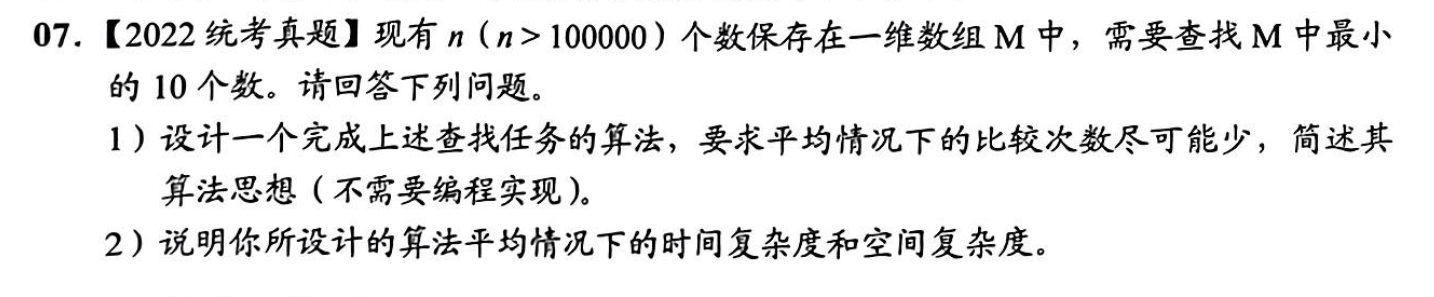 07.【2022 统考真题】现有 n（n > 100000）个数保存在一维数组 M 中，需要查找 M 中最小
的 10 个数。请回答下列问题。
1）设计一个完成上述查找任务的算法，要求平均情况下的比较次数尽可能少，简述其
算法思想（不需要编程实现）。
2）说明你所设计的算法平均情况下的时间复杂度和空间复杂度。